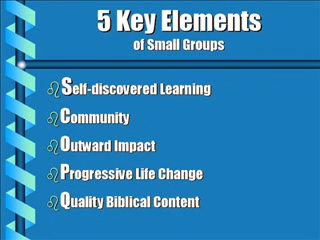 5 Key Elements
of Small Groups
Self-discovered Learning
Community
Outward Impact
Progressive Life Change
Quality Biblical Content